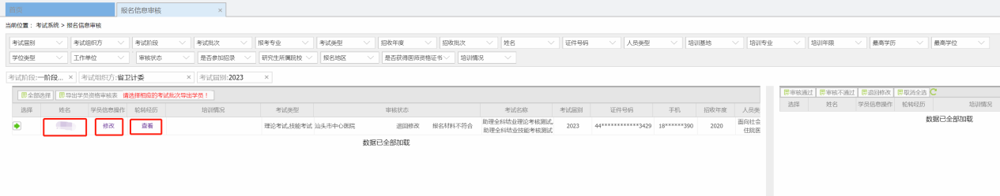 首页 报名信息审核 ×
当前位置： 考试系统 > 报名信息审核
考试届别 考试组织方 考试阶段 考试批次 报考专业 考试类型 招收年度 招收批次 姓名 证件号码 人员类型 培训基地 培训专业 培训年限 最高学历 最高学位
学位类型 工作单位 审核状态 是否参加招录 研究生所属院校 报名地区 是否获得医师资格证书 培训情况
考试阶段:一阶段... × 考试组织方:省卫计委 × 考试届别:2023 ×
全部选择 导出学员资格审核表 请选择相应的考试批次导出学员！ 审核通过 审核不通过 退回修改 取消全选
选择 姓名 学员信息操作 轮转经历 培训情况 考试类型 审核状态 考试名称 考试届别 证件号码 手机 招收年度 人员类 选择 姓名 学员信息操作 轮转经历 培训情况
修改 查看 理论考试,技能考试 汕头市中心医院 退回修改 报名材料不符合 助理全科结业理论考核测试,助理全科结业技能考核测试 2023 44************3429 18******390 2020 面向社会住院医
数据已全部加载 数据已全部加载